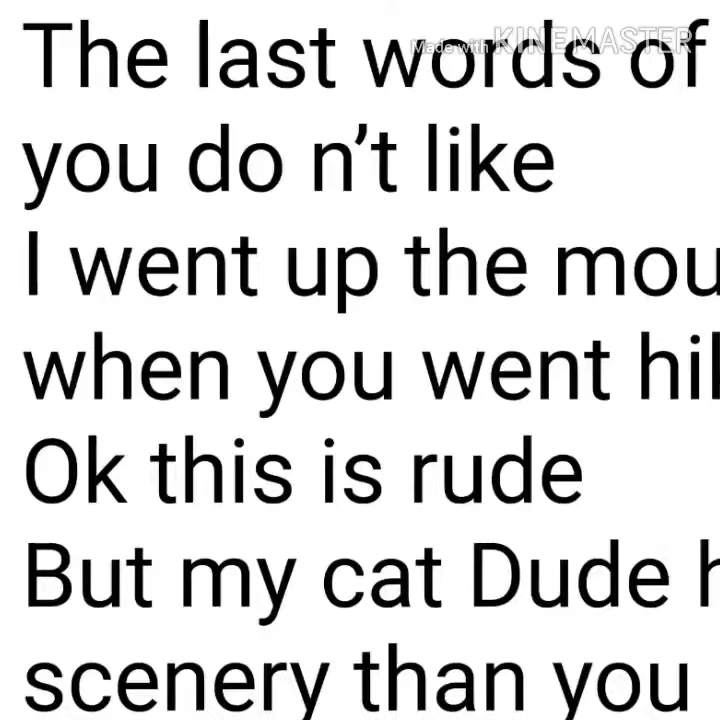 The last words of
Made with KINEMASTER
you do n’t like
I went up the mou
when you went hi
Ok this is rude
But my cat Dude h
scenery than you